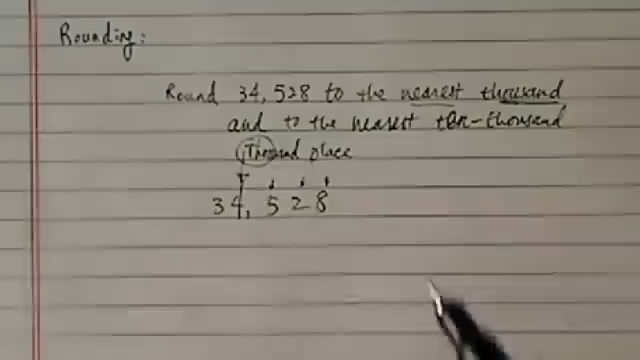 Rounding:
Round 34,528 to the nearest thousand
and to the nearest ten-thousand
Thousand place
34, 528